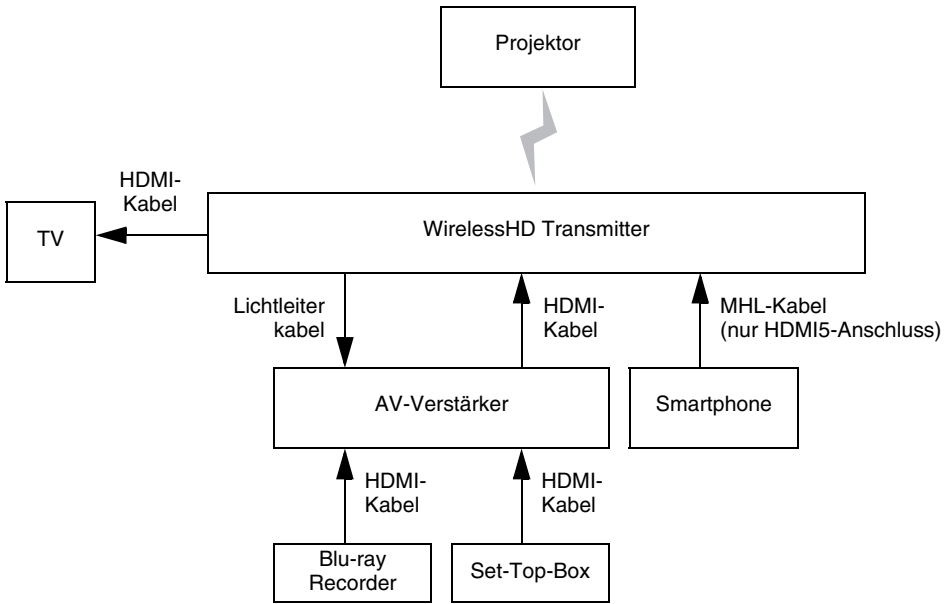 Projektor
HDMI-
Kabel
TV
WirelessHD Transmitter
Lichtleiter
kabel
HDMI-
Kabel
MHL-Kabel
(nur HDMI5-Anschluss)
AV-Verstärker
Smartphone
HDMI-
Kabel
HDMI-
Kabel
Blu-ray
Recorder
Set-Top-Box